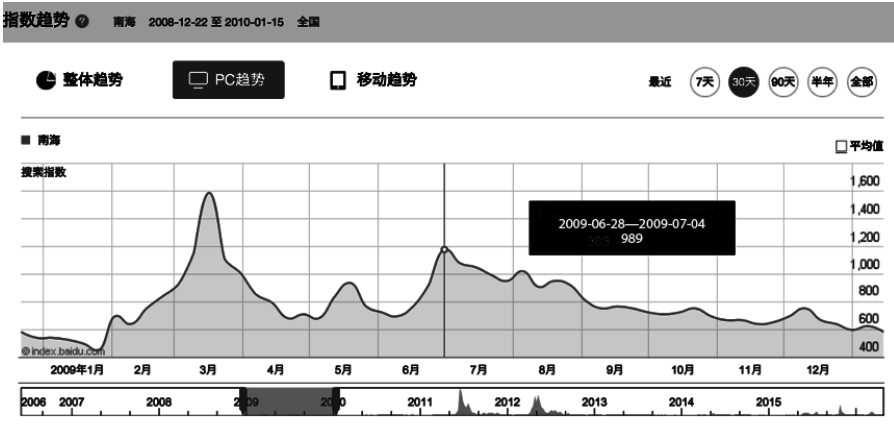 指数趋势 ? 南海 2008-12-22 至 2010-01-15 全国
整体趋势 PC趋势 移动趋势 最近 7天 30天 90天 半年 全部
南海 平均值
搜索指数
1,600
1,400
2009-06-28—2009-07-04
989 989
1,200
1,000
800
600
400
© index.baidu.com
2009年1月 2月 3月 4月 5月 6月 7月 8月 9月 10月 11月 12月
2006 2007 2008 2009 2010 2011 2012 2013 2014 2015